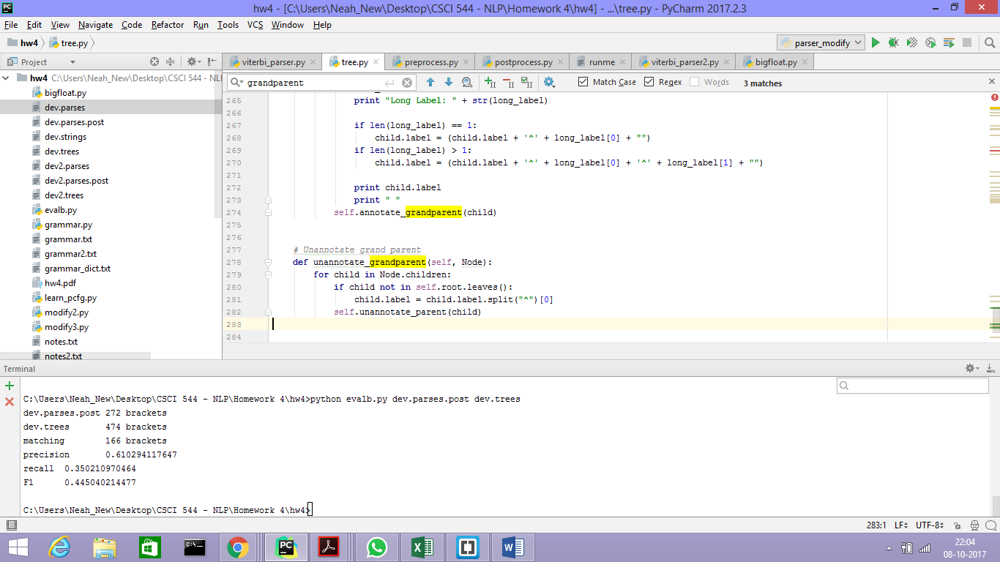 hw4 - [C:\Users\Neah_New\Desktop\CSCI 544 - NLP\Homework 4\hw4] - ...\tree.py - PyCharm 2017.2.3
File Edit View Navigate Code Refactor Run Tools VCS Window Help
hw4 tree.py parser_modify
Project viterbi_parser.py tree.py preprocess.py postprocess.py runme viterbi_parser2.py bigfloat.py
hw4 C:\Users\Neah_New\Desktop\CSCI 544 - NLI
grandparent Match Case Regex Words 3 matches
bigfloat.py
dev.parses
dev.parses.post
dev.strings
dev.trees
dev2.parses
dev2.parses.post
dev2.trees
evalb.py
grammar.py
grammar.txt
grammar2.txt
grammar_dict.txt
hw4.pdf
learn_pcfg.py
modify2.py
modify3.py
notes.txt
notes2.txt
265 print "Long Label: " + str(long_label)
266
267 if len(long_label) == 1:
268 child.label = (child.label + '^' + long_label[0] + "")
269 if len(long_label) > 1:
270 child.label = (child.label + '^' + long_label[0] + '^' + long_label[1] + "")
271
272 print child.label
273 print " "
274 self.annotate_grandparent(child)
275
276
277 # Unannotate grand parent
278 def unannotate_grandparent(self, Node):
279 for child in Node.children:
280 if child not in self.root.leaves():
281 child.label = child.label.split("^")[0]
282 self.unannotate_parent(child)
283
284
Terminal
C:\Users\Neah_New\Desktop\CSCI 544 - NLP\Homework 4\hw4>python evalb.py dev.parses.post dev.trees
dev.parses.post 272 brackets
dev.trees 474 brackets
matching 166 brackets
precision 0.610294117647
recall 0.350210970464
F1 0.445040214477
C:\Users\Neah_New\Desktop\CSCI 544 - NLP\Homework 4\hw4>
283:1 LF UTF-8
22:04
08-10-2017